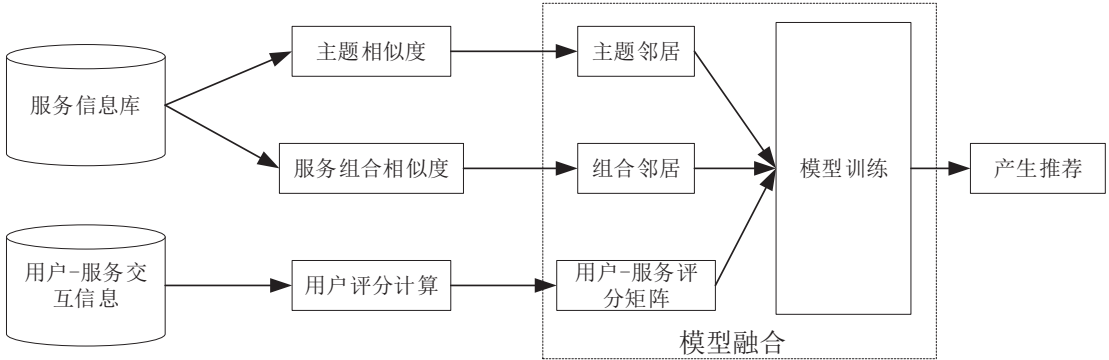 服务信息库
主题相似度
主题邻居
服务组合相似度
组合邻居
模型训练
产生推荐
用户-服务交
互信息
用户评分计算
用户-服务评
分矩阵
模型融合